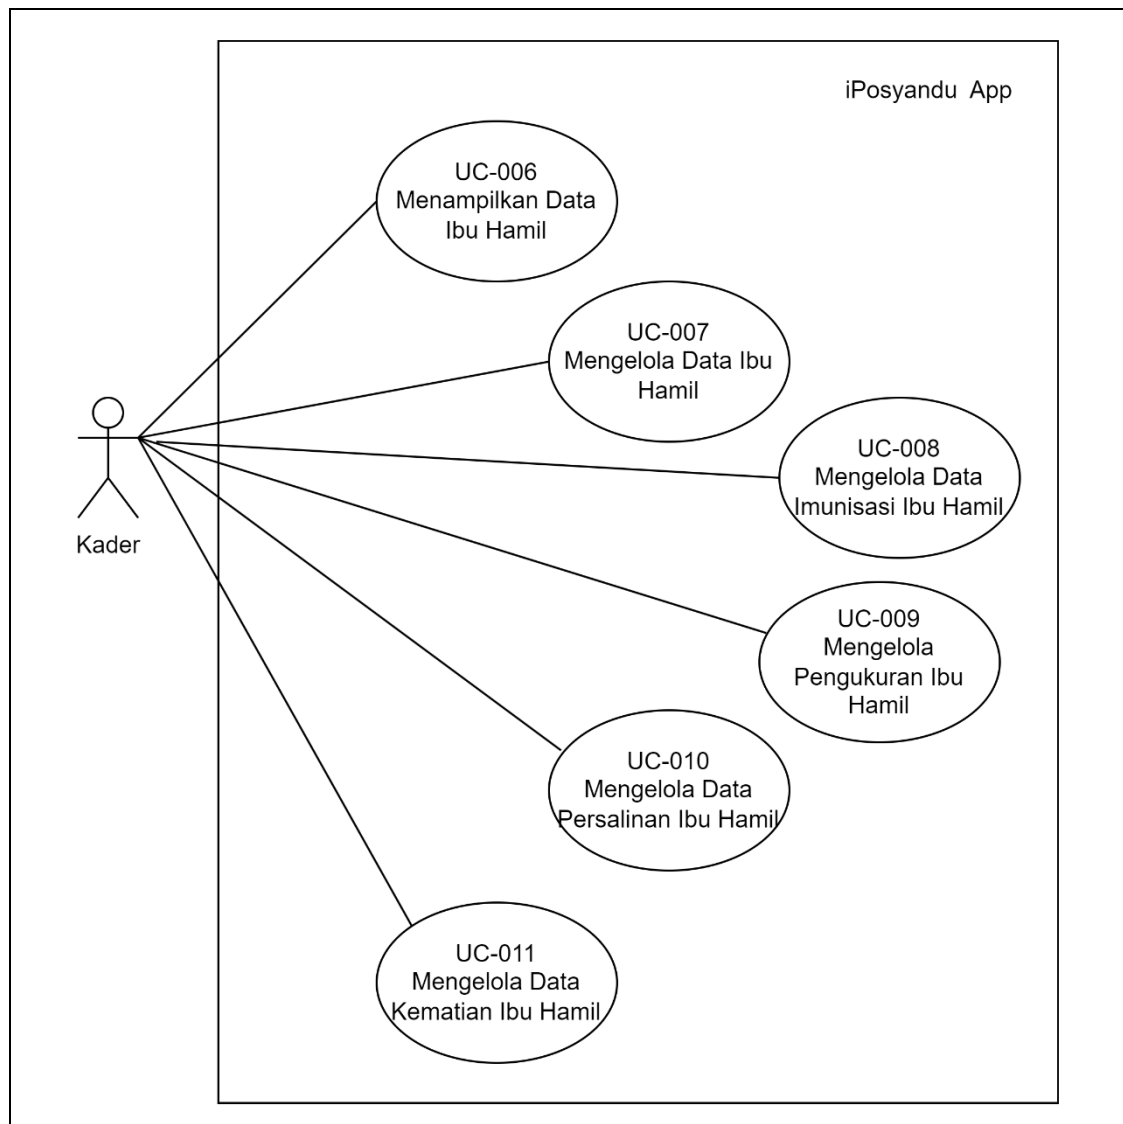 iPosyandu App
UC-006
Menampilkan Data
Ibu Hamil
UC-007
Mengelola Data Ibu
Hamil
UC-008
Mengelola Data
Imunisasi Ibu Hamil
Kader
UC-009
Mengelola
Pengukuran Ibu
Hamil
UC-010
Mengelola Data
Persalinan Ibu Hamil
UC-011
Mengelola Data
Kematian Ibu Hamil